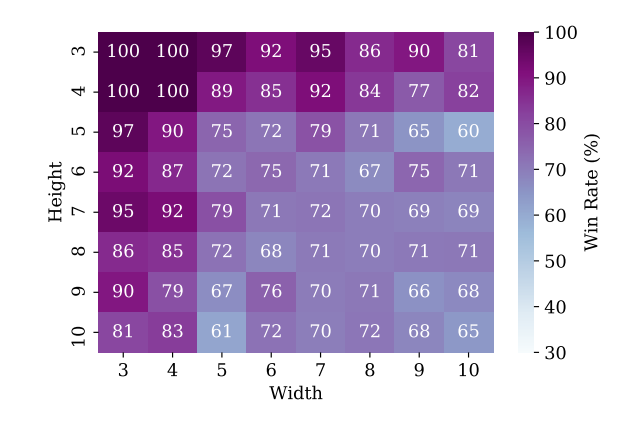 3 100 100 97 92 95 86 90 81
4 100 100 89 85 92 84 77 82
5 97 90 75 72 79 71 65 60
6 92 87 72 75 71 67 75 71
7 95 92 79 71 72 70 69 69
8 86 85 72 68 71 70 71 71
9 90 79 67 76 70 71 66 68
10 81 83 61 72 70 72 68 65
3 4 5 6 7 8 9 10
Height
Width
100
90
80
70
60
50
40
30
Win Rate (%)